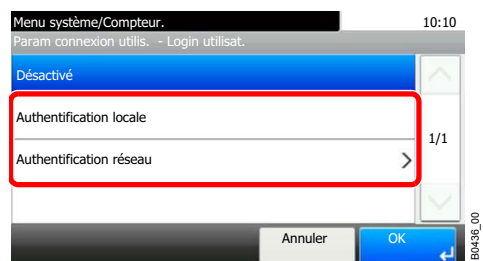 Menu système/Compteur. 10:10
Param connexion utilis. - Login utilisat.
Désactivé
Authentification locale
1/1
Authentification réseau
Annuler OK
B0436_00